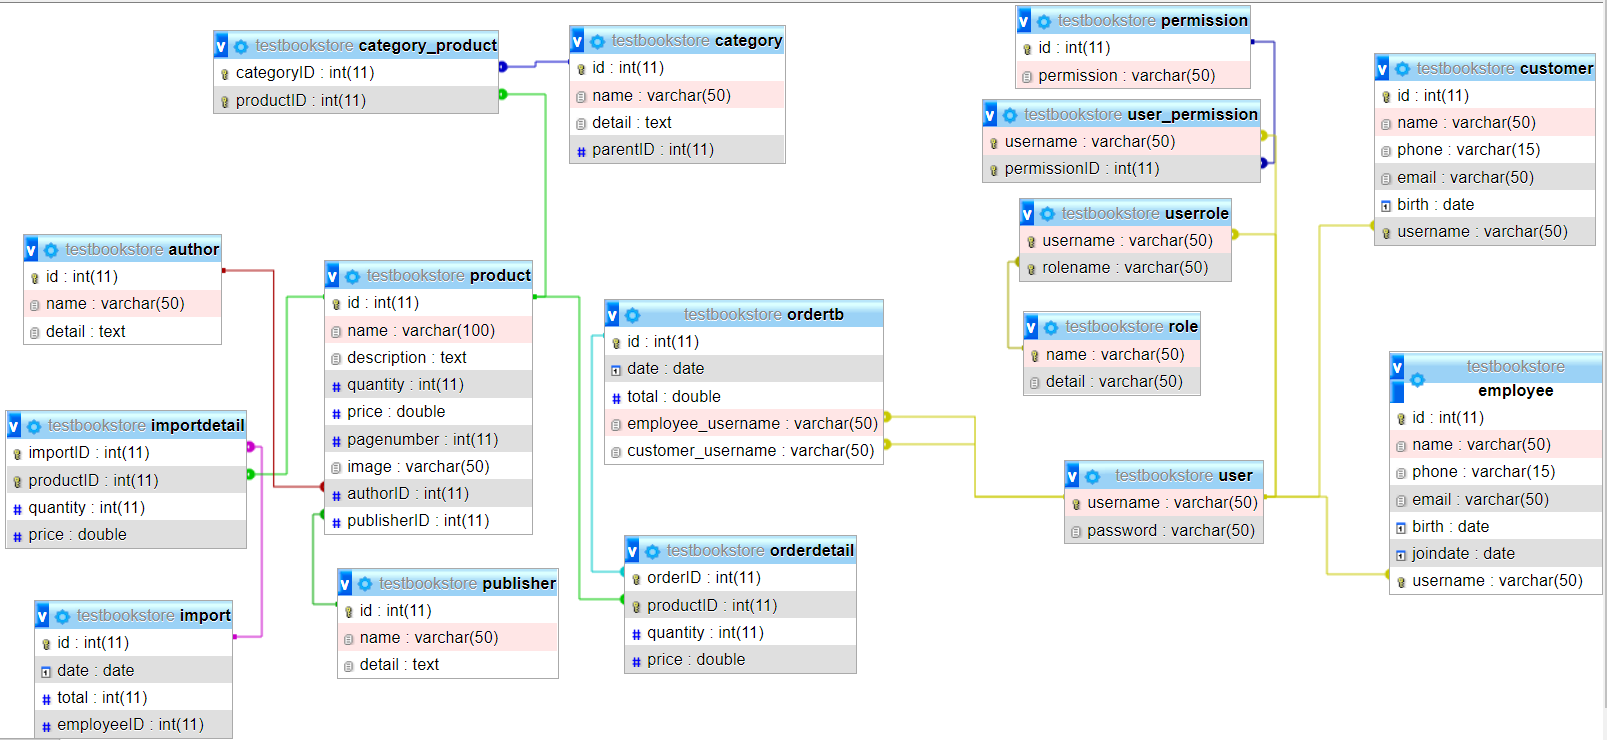 testbookstore category_product
categoryID : int(11)
productID : int(11)
testbookstore category
id : int(11)
name : varchar(50)
detail : text
parentID : int(11)
testbookstore permission
id : int(11)
permission : varchar(50)
testbookstore user_permission
username : varchar(50)
permissionID : int(11)
testbookstore customer
id : int(11)
name : varchar(50)
phone : varchar(15)
email : varchar(50)
birth : date
username : varchar(50)
testbookstore userrole
username : varchar(50)
rolename : varchar(50)
testbookstore author
id : int(11)
name : varchar(50)
detail : text
testbookstore product
id : int(11)
name : varchar(100)
description : text
quantity : int(11)
price : double
pagenumber : int(11)
image : varchar(50)
authorID : int(11)
publisherID : int(11)
testbookstore ordertb
id : int(11)
date : date
total : double
employee_username : varchar(50)
customer_username : varchar(50)
testbookstore role
name : varchar(50)
detail : varchar(50)
testbookstore
employee
id : int(11)
name : varchar(50)
phone : varchar(15)
email : varchar(50)
birth : date
joindate : date
username : varchar(50)
testbookstore importdetail
importID : int(11)
productID : int(11)
quantity : int(11)
price : double
testbookstore user
username : varchar(50)
password : varchar(50)
testbookstore orderdetail
orderID : int(11)
productID : int(11)
quantity : int(11)
price : double
testbookstore publisher
id : int(11)
name : varchar(50)
detail : text
testbookstore import
id : int(11)
date : date
total : int(11)
employeeID : int(11)